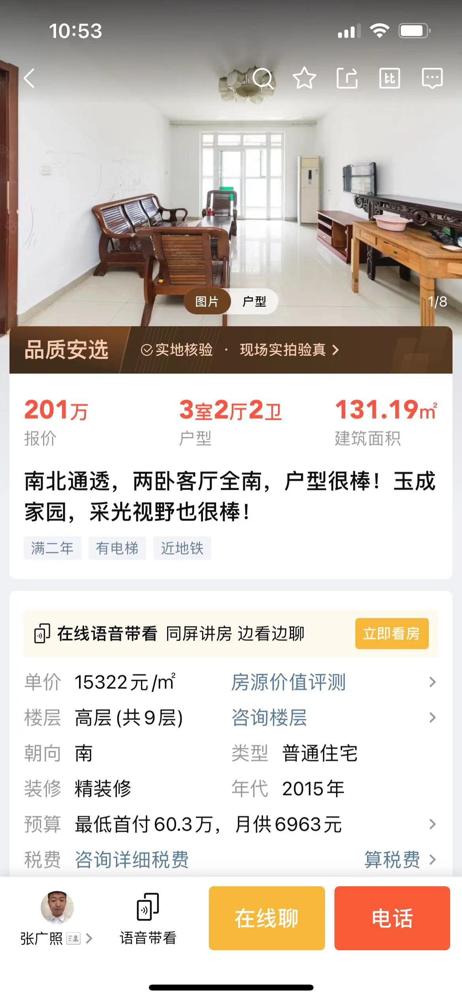 10:53
图片 户型
1/8
品质安选 实地核验 · 现场实拍验真
201万 3室2厅2卫 131.19㎡
报价 户型 建筑面积
南北通透，两卧客厅全南，户型很棒！玉成
家园，采光视野也很棒！
满二年 有电梯 近地铁
在线语音带看 同屏讲房 边看边聊 立即看房
单价 15322元/㎡ 房源价值评测
楼层 高层(共9层) 咨询楼层
朝向 南 类型 普通住宅
装修 精装修 年代 2015年
预算 最低首付60.3万，月供6963元
税费 咨询详细税费 算税费
张广照 语音带看 在线聊 电话